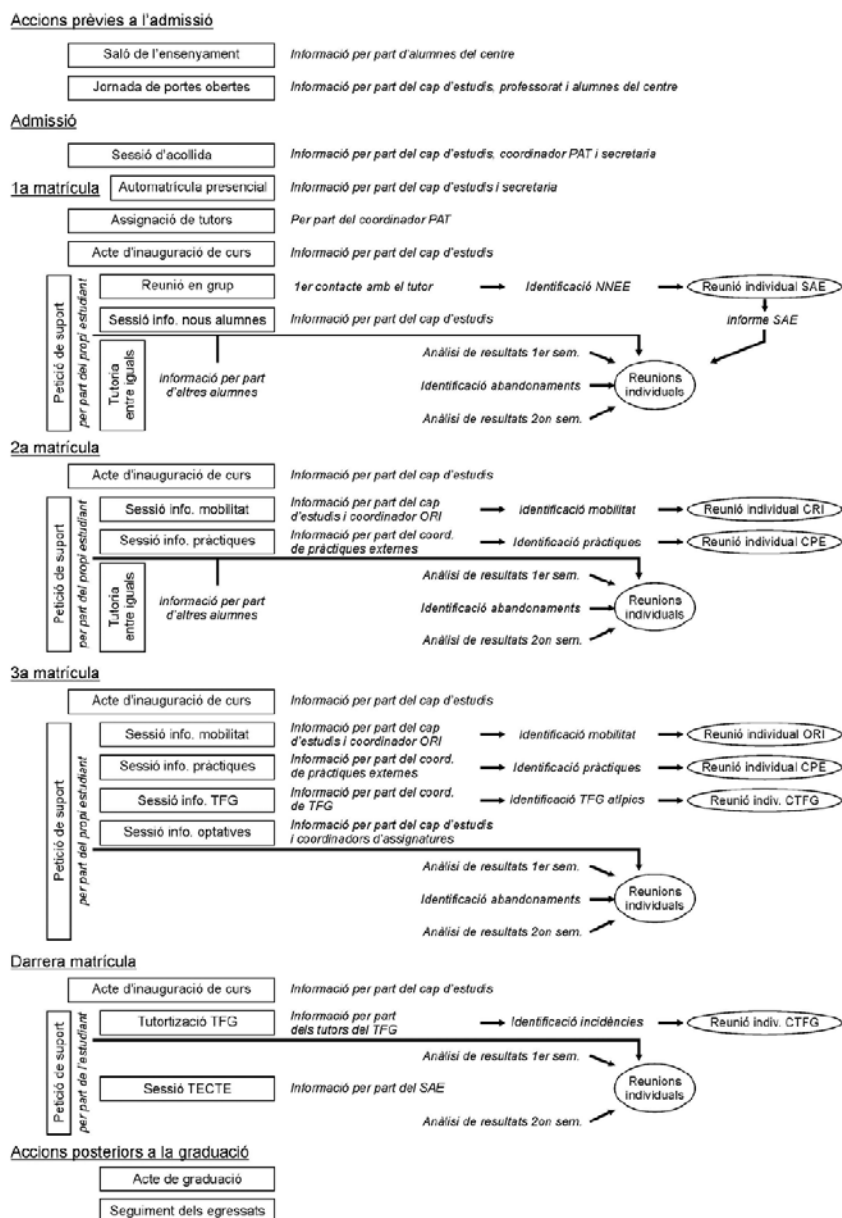 Accions prèvies a l'admissió
Saló de l'ensenyament
Informació per part d'alumnes del centre
Jornada de portes obertes
Informació per part del cap d'estudis, professorat i alumnes del centre
Admissió
Sessió d'acollida
Informació per part del cap d'estudis, coordinador PAT i secretaria
1a matrícula
Automatrícula presencial
Informació per part del cap d'estudis i secretaria
Assignació de tutors
Per part del coordinador PAT
Acte d'inauguració de curs
Informació per part del cap d'estudis
Petició de suport
per part del propi estudiant
Reunió en grup
1er contacte amb el tutor
Identificació NNEE
Reunió individual SAE
Sessió info. nous alumnes
Informació per part del cap d'estudis
Informe SAE
Tutoria
entre iguals
Informació per part
d'altres alumnes
Anàlisi de resultats 1er sem.
Identificació abandonaments
Anàlisi de resultats 2on sem.
Reunions
individuals
2a matrícula
Acte d'inauguració de curs
Informació per part del cap d'estudis
Petició de suport
per part del propi estudiant
Sessió info. mobilitat
Informació per part del cap
d'estudis i coordinador ORI
Identificació mobilitat
Reunió individual CRI
Sessió info. pràctiques
Informació per part del coord.
de pràctiques externes
Identificació pràctiques
Reunió individual CPE
Tutoria
entre iguals
Informació per part
d'altres alumnes
Anàlisi de resultats 1er sem.
Identificació abandonaments
Anàlisi de resultats 2on sem.
Reunions
individuals
3a matrícula
Acte d'inauguració de curs
Informació per part del cap d'estudis
Petició de suport
per part del propi estudiant
Sessió info. mobilitat
Informació per part del cap
d'estudis i coordinador ORI
Identificació mobilitat
Reunió individual ORI
Sessió info. pràctiques
Informació per part del coord.
de pràctiques externes
Identificació pràctiques
Reunió individual CPE
Sessió info. TFG
Informació per part del coord.
de TFG
Identificació TFG atípics
Reunió indiv. CTFG
Sessió info. optatives
Informació per part del cap d'estudis
i coordinadors d'assignatures
Anàlisi de resultats 1er sem.
Identificació abandonaments
Anàlisi de resultats 2on sem.
Reunions
individuals
Darrera matrícula
Acte d'inauguració de curs
Informació per part del cap d'estudis
Petició de suport
per part de l'estudiant
Tutorització TFG
Informació per part
dels tutors del TFG
Identificació incidències
Reunió indiv. CTFG
Anàlisi de resultats 1er sem.
Sessió TECTE
Informació per part del SAE
Anàlisi de resultats 2on sem.
Reunions
individuals
Accions posteriors a la graduació
Acte de graduació
Seguiment dels egressats